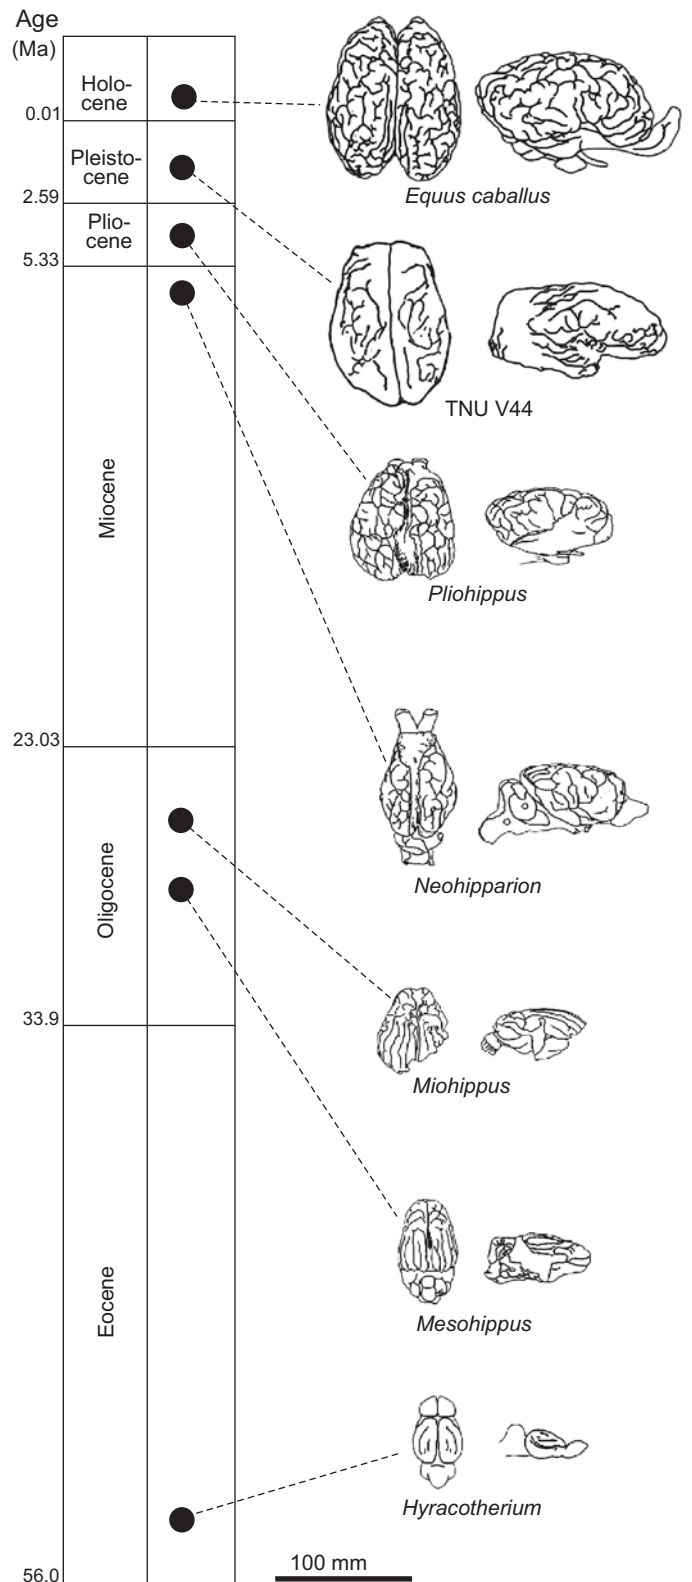 Age
(Ma)
Holo-
cene
0.01
Equus caballus
Pleisto-
cene
2.59
Plio-
cene
5.33
TNU V44
Miocene
Pliohippus
23.03
Neohipparion
Oligocene
33.9
Miohippus
Mesohippus
Eocene
Hyracotherium
100 mm
56.0